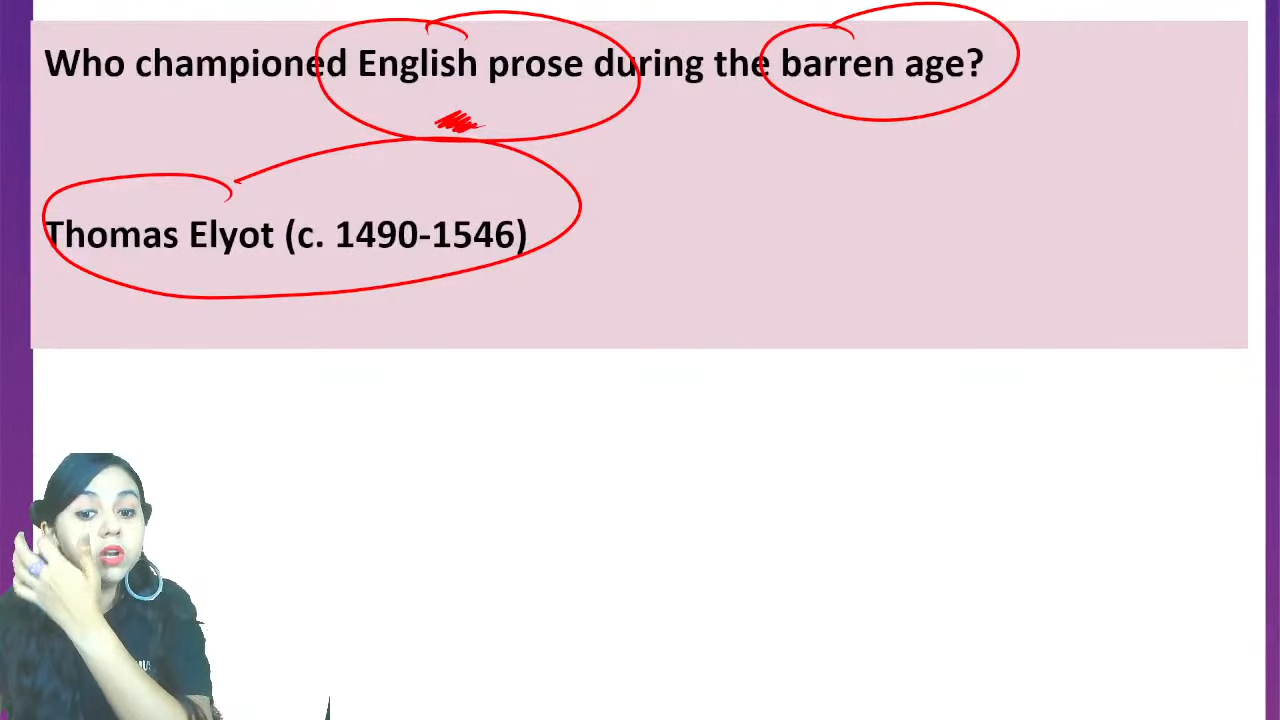 Who championed English prose during the barren age?
Thomas Elyot (c. 1490-1546)